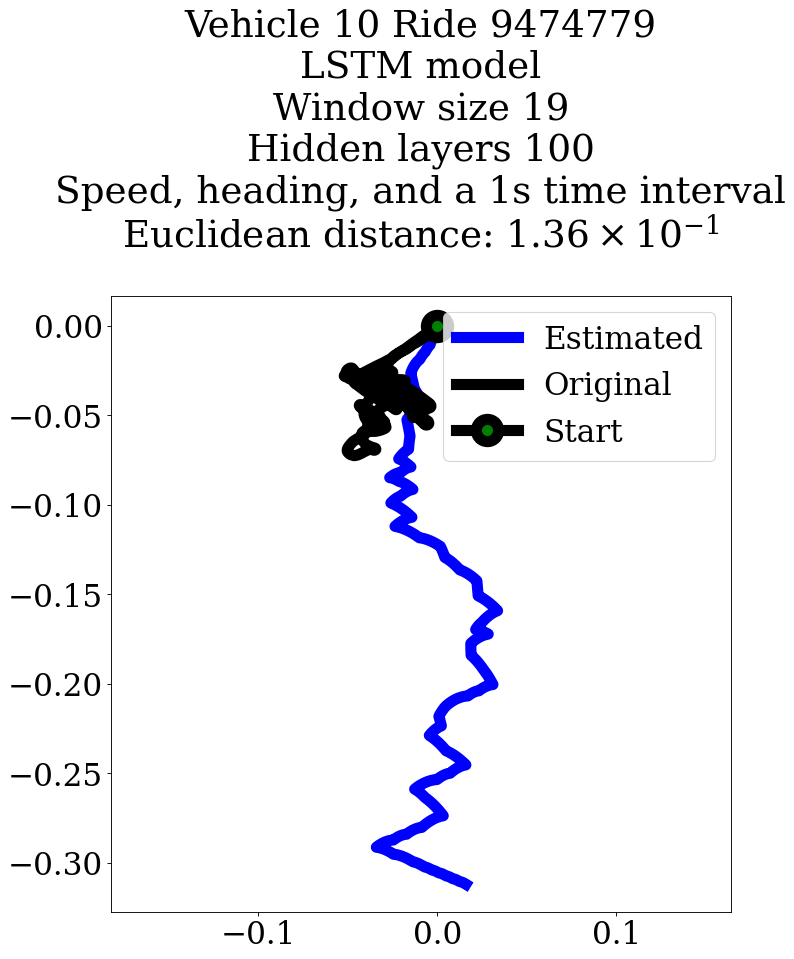 Vehicle 10 Ride 9474779
LSTM model
Window size 19
Hidden layers 100
Speed, heading, and a 1s time interval
Euclidean distance: 1.36 × 10⁻¹
Estimated
Original
Start
0.00
−0.05
−0.10
−0.15
−0.20
−0.25
−0.30
−0.1
0.0
0.1